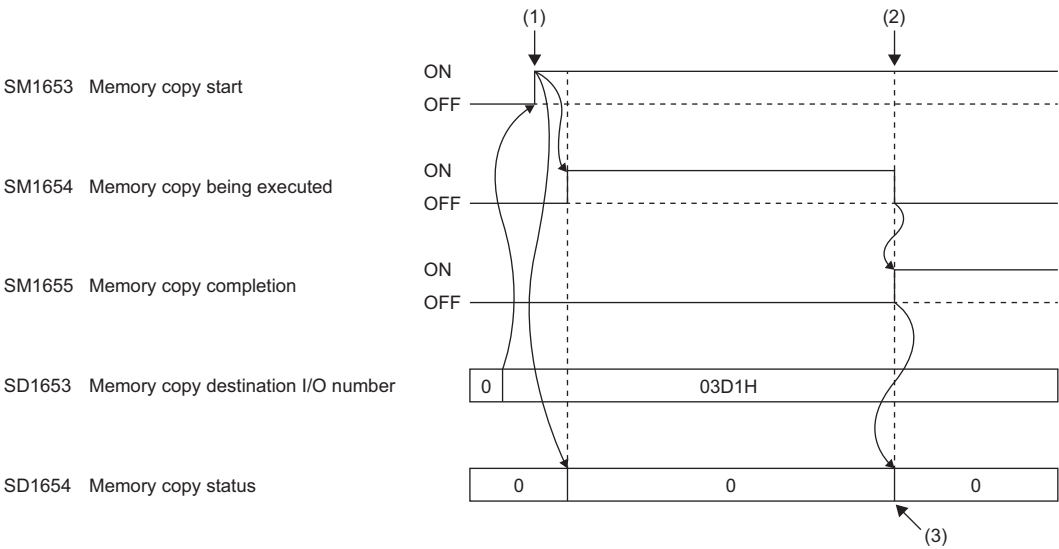 (1) (2)
SM1653 Memory copy start
ON
OFF
SM1654 Memory copy being executed
ON
OFF
SM1655 Memory copy completion
ON
OFF
SD1653 Memory copy destination I/O number 0 03D1H
SD1654 Memory copy status 0 0 0
(3)